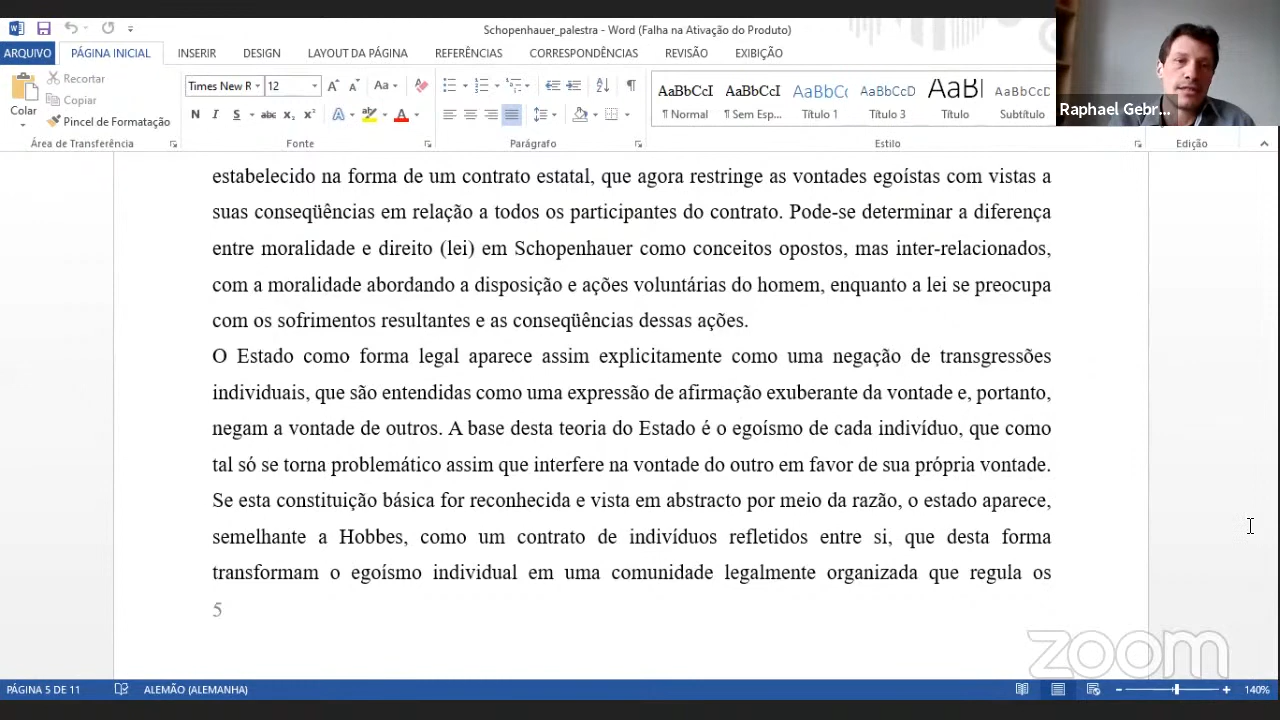 Schopenhauer_palestra - Word (Falha na Ativação do Produto)
ARQUIVO PÁGINA INICIAL INSERIR DESIGN LAYOUT DA PÁGINA REFERÊNCIAS CORRESPONDÊNCIAS REVISÃO EXIBIÇÃO
Colar
Recortar
Copiar
Pincel de Formatação
Times New R 12
N I S abc x₂ x²
Aa
AaBbCcI AaBbCcI AaBbCc AaBbCcD AaBl AaBbCcD
¶ Normal ¶ Sem Esp... Título 1 Título 3 Título Subtítulo
Raphael Gebr...
Área de Transferência Fonte Parágrafo Estilo Edição
estabelecido na forma de um contrato estatal, que agora restringe as vontades egoístas com vistas a
suas conseqüências em relação a todos os participantes do contrato. Pode-se determinar a diferença
entre moralidade e direito (lei) em Schopenhauer como conceitos opostos, mas inter-relacionados,
com a moralidade abordando a disposição e ações voluntárias do homem, enquanto a lei se preocupa
com os sofrimentos resultantes e as conseqüências dessas ações.
O Estado como forma legal aparece assim explicitamente como uma negação de transgressões
individuais, que são entendidas como uma expressão de afirmação exuberante da vontade e, portanto,
negam a vontade de outros. A base desta teoria do Estado é o egoísmo de cada indivíduo, que como
tal só se torna problemático assim que interfere na vontade do outro em favor de sua própria vontade.
Se esta constituição básica for reconhecida e vista em abstracto por meio da razão, o estado aparece,
semelhante a Hobbes, como um contrato de indivíduos refletidos entre si, que desta forma
transformam o egoísmo individual em uma comunidade legalmente organizada que regula os
5
zoom
PÁGINA 5 DE 11 ALEMÃO (ALEMANHA) 140%